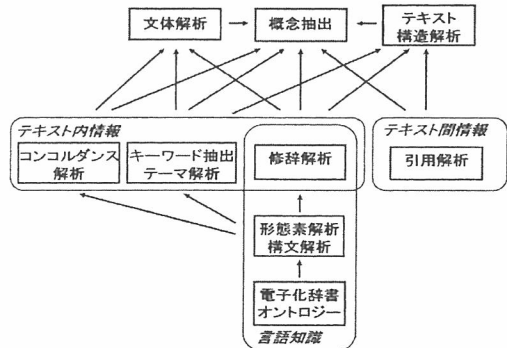 文体解析
概念抽出
テキスト
構造解析
テキスト内情報
テキスト間情報
コンコルダンス
解析
キーワード抽出
テーマ解析
修辞解析
引用解析
形態素解析
構文解析
電子化辞書
オントロジー
言語知識